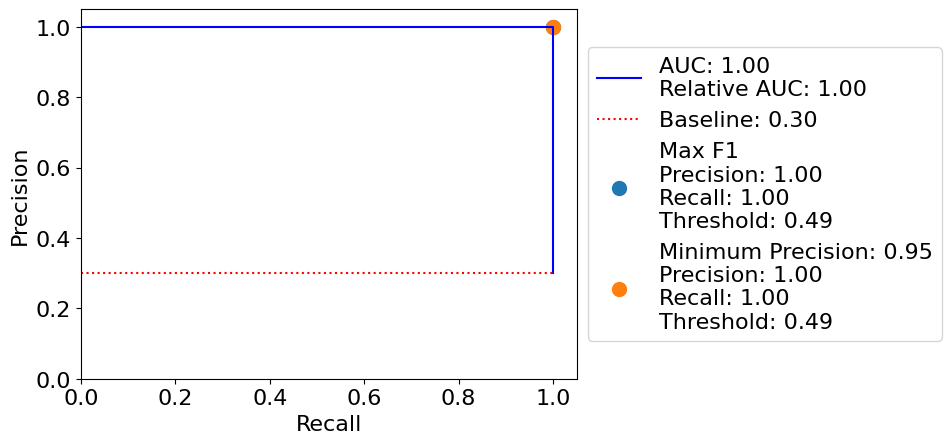 1.0
0.8
0.6
0.4
0.2
0.0
Precision
0.0 0.2 0.4 0.6 0.8 1.0
Recall
AUC: 1.00
Relative AUC: 1.00
Baseline: 0.30
Max F1
Precision: 1.00
Recall: 1.00
Threshold: 0.49
Minimum Precision: 0.95
Precision: 1.00
Recall: 1.00
Threshold: 0.49